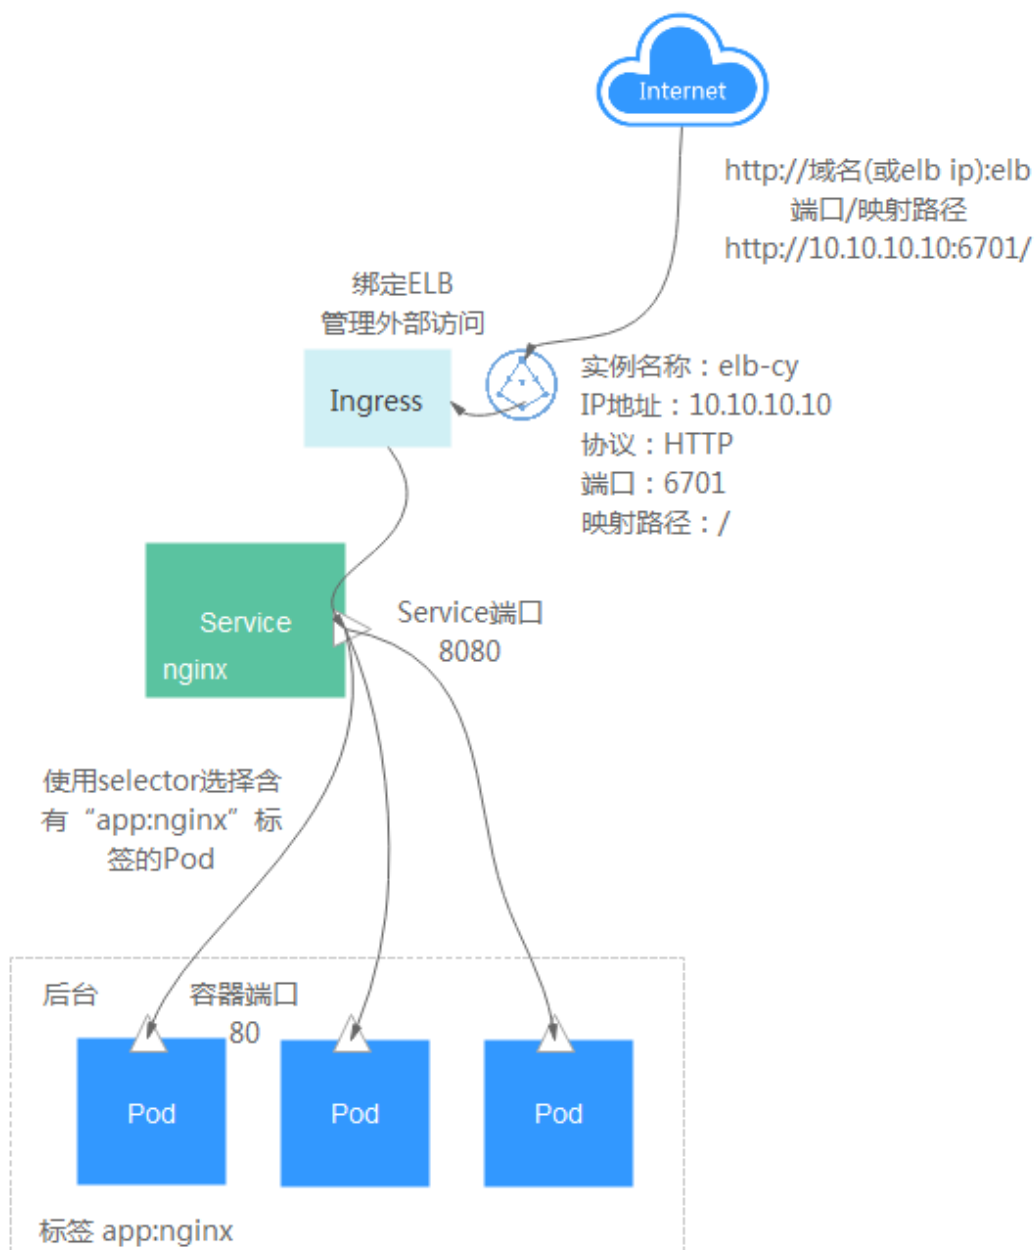 Internet
http://域名(或elb ip):elb
端口/映射路径
http://10.10.10.10:6701/
绑定ELB
管理外部访问
Ingress
实例名称：elb-cy
IP地址：10.10.10.10
协议：HTTP
端口：6701
映射路径：/
Service
nginx
Service端口
8080
使用selector选择含
有“app:nginx”标
签的Pod
后台
容器端口
80
Pod
Pod
Pod
标签 app:nginx